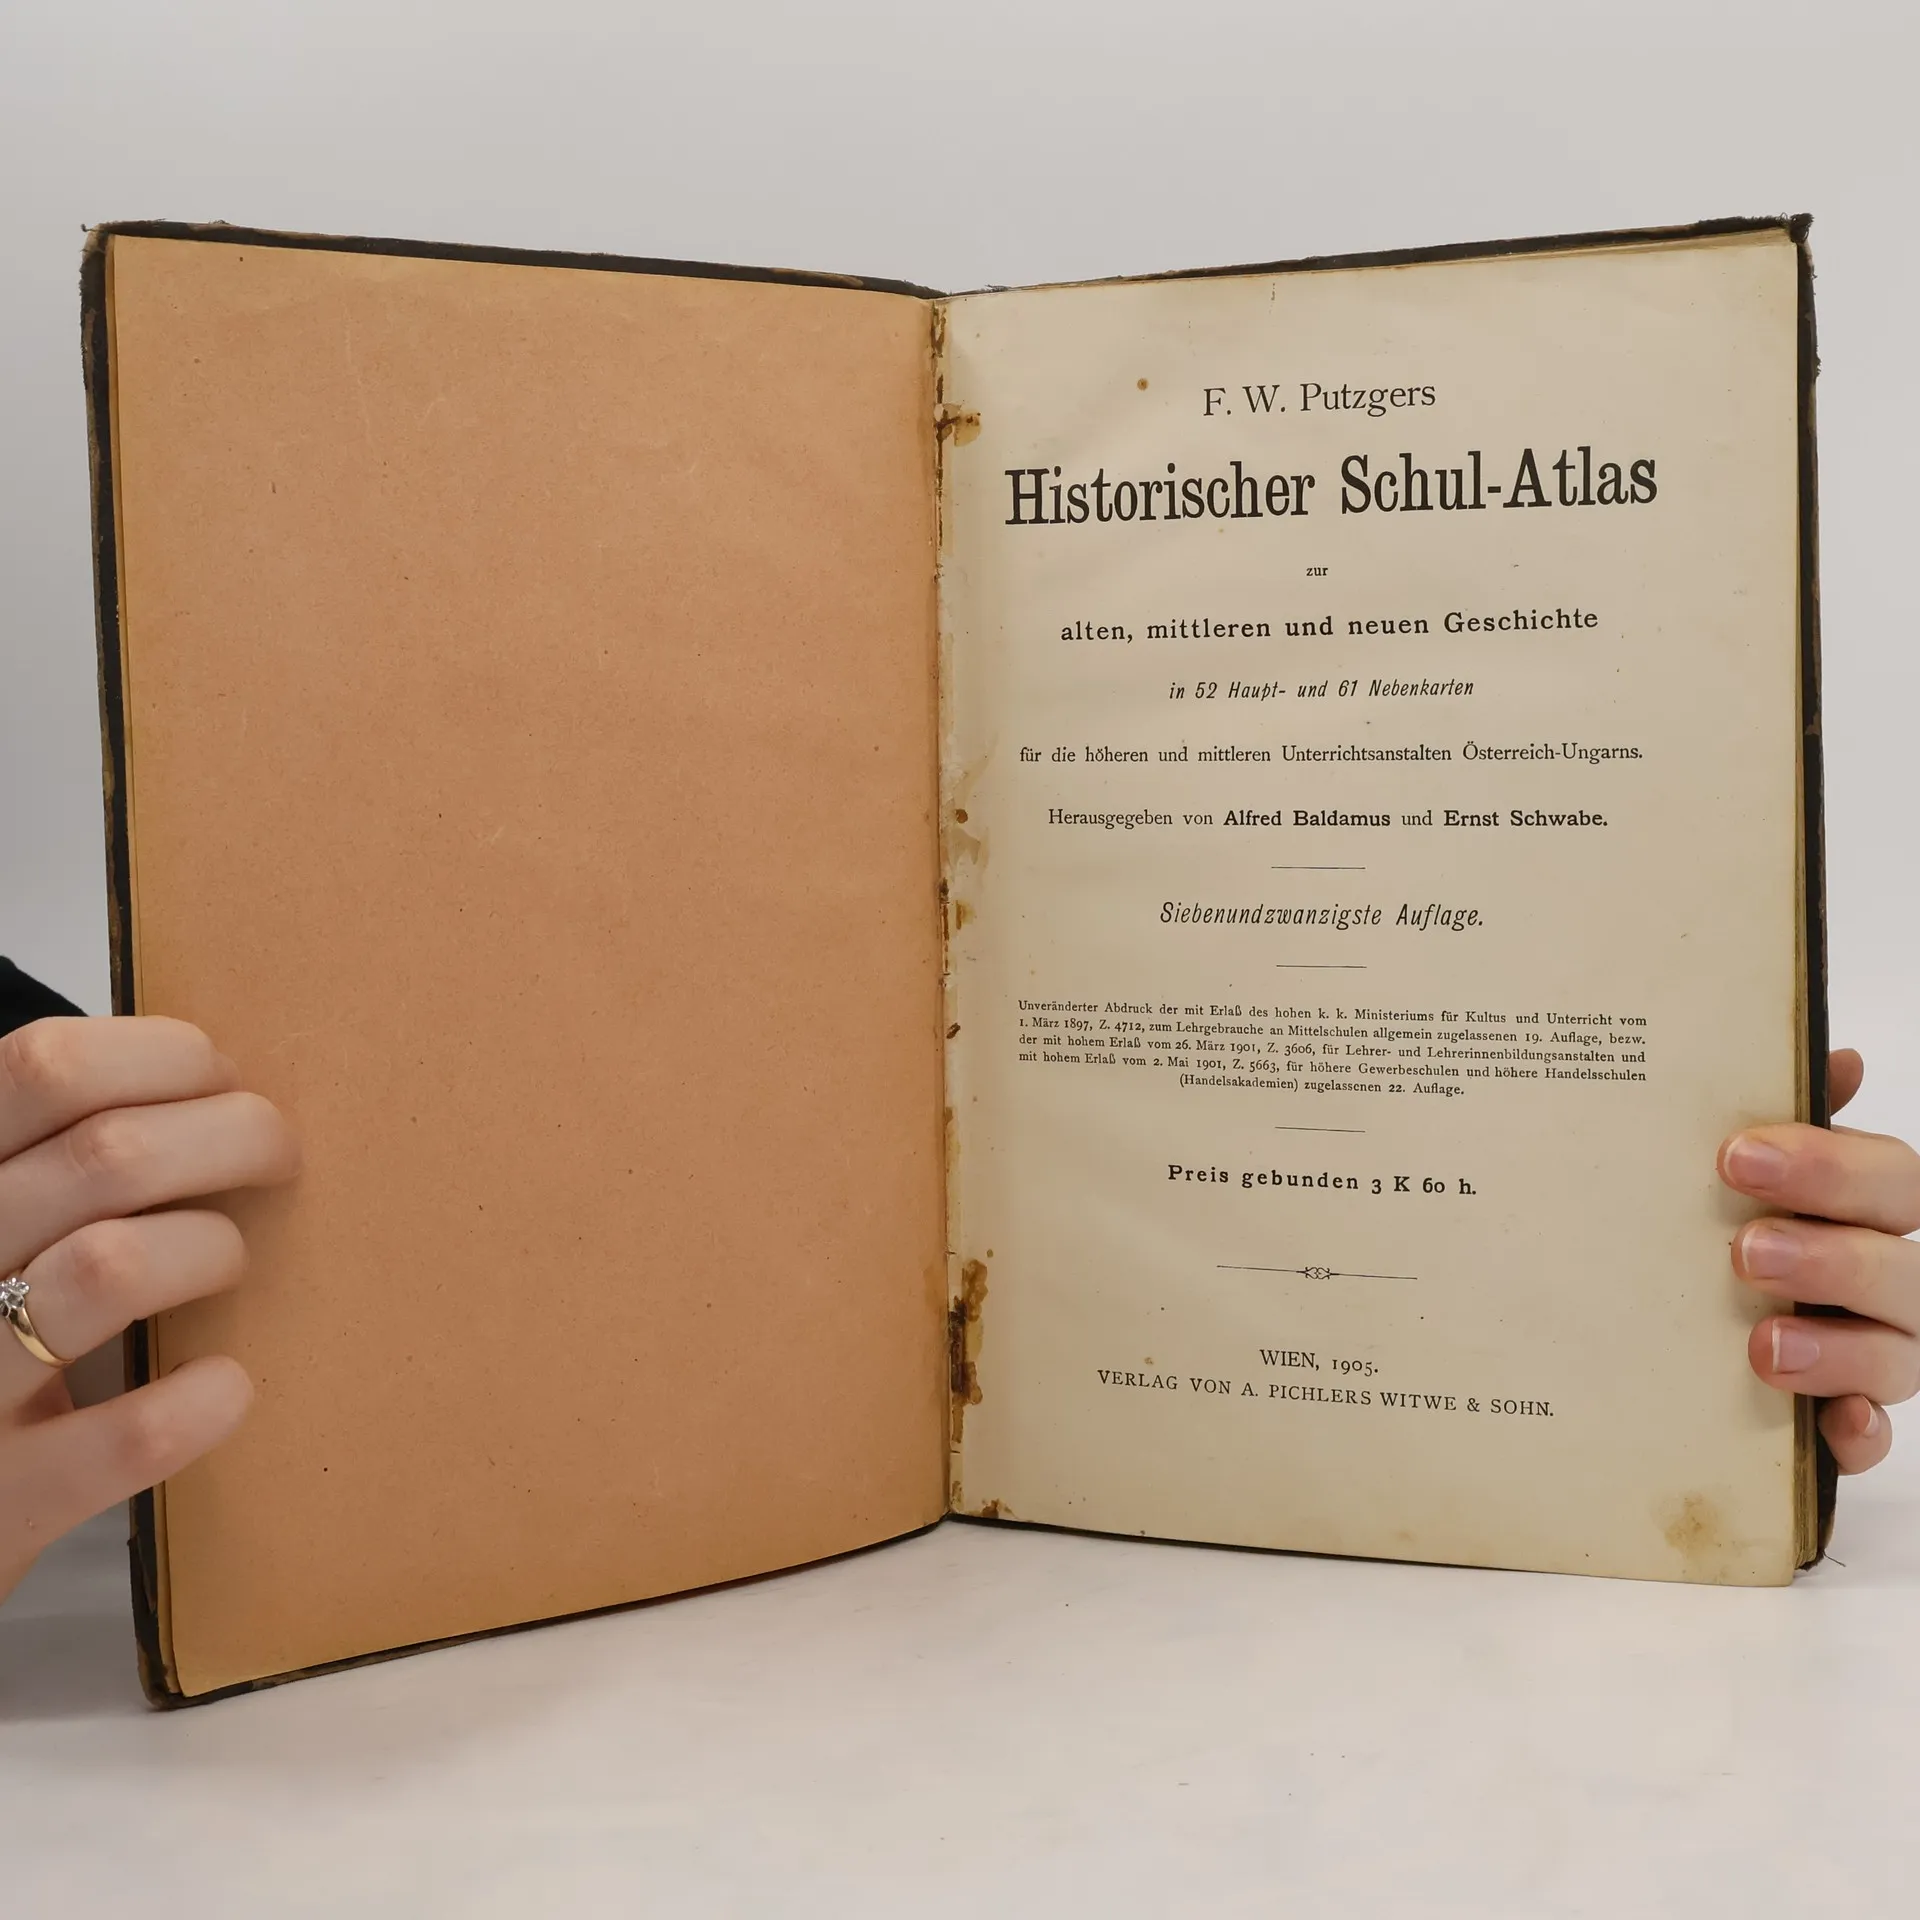 F. W. Putzgers
Historischer Schul-Atlas
zur
alten, mittleren und neuen Geschichte
in 52 Haupt- und 61 Nebenkarten
für die höheren und mittleren Unterrichtsanstalten Österreich-Ungarns.
Herausgegeben von Alfred Baldamus und Ernst Schwabe.
Siebenundzwanzigste Auflage.
Unveränderter Abdruck der mit Erlaß des hohen k. k. Ministeriums für Kultus und Unterricht vom
1. März 1897, Z. 4712, zum Lehrgebrauche an Mittelschulen allgemein zugelassenen 19. Auflage, bezw.
der mit hohem Erlaß vom 26. März 1901, Z. 3606, für Lehrer- und Lehrerinnenbildungsanstalten und
mit hohem Erlaß vom 2. Mai 1901, Z. 5663, für höhere Gewerbeschulen und höhere Handelsschulen
(Handelsakademien) zugelassenen 22. Auflage.
Preis gebunden 3 K 60 h.
WIEN, 1905.
VERLAG VON A. PICHLERS WITWE & SOHN.